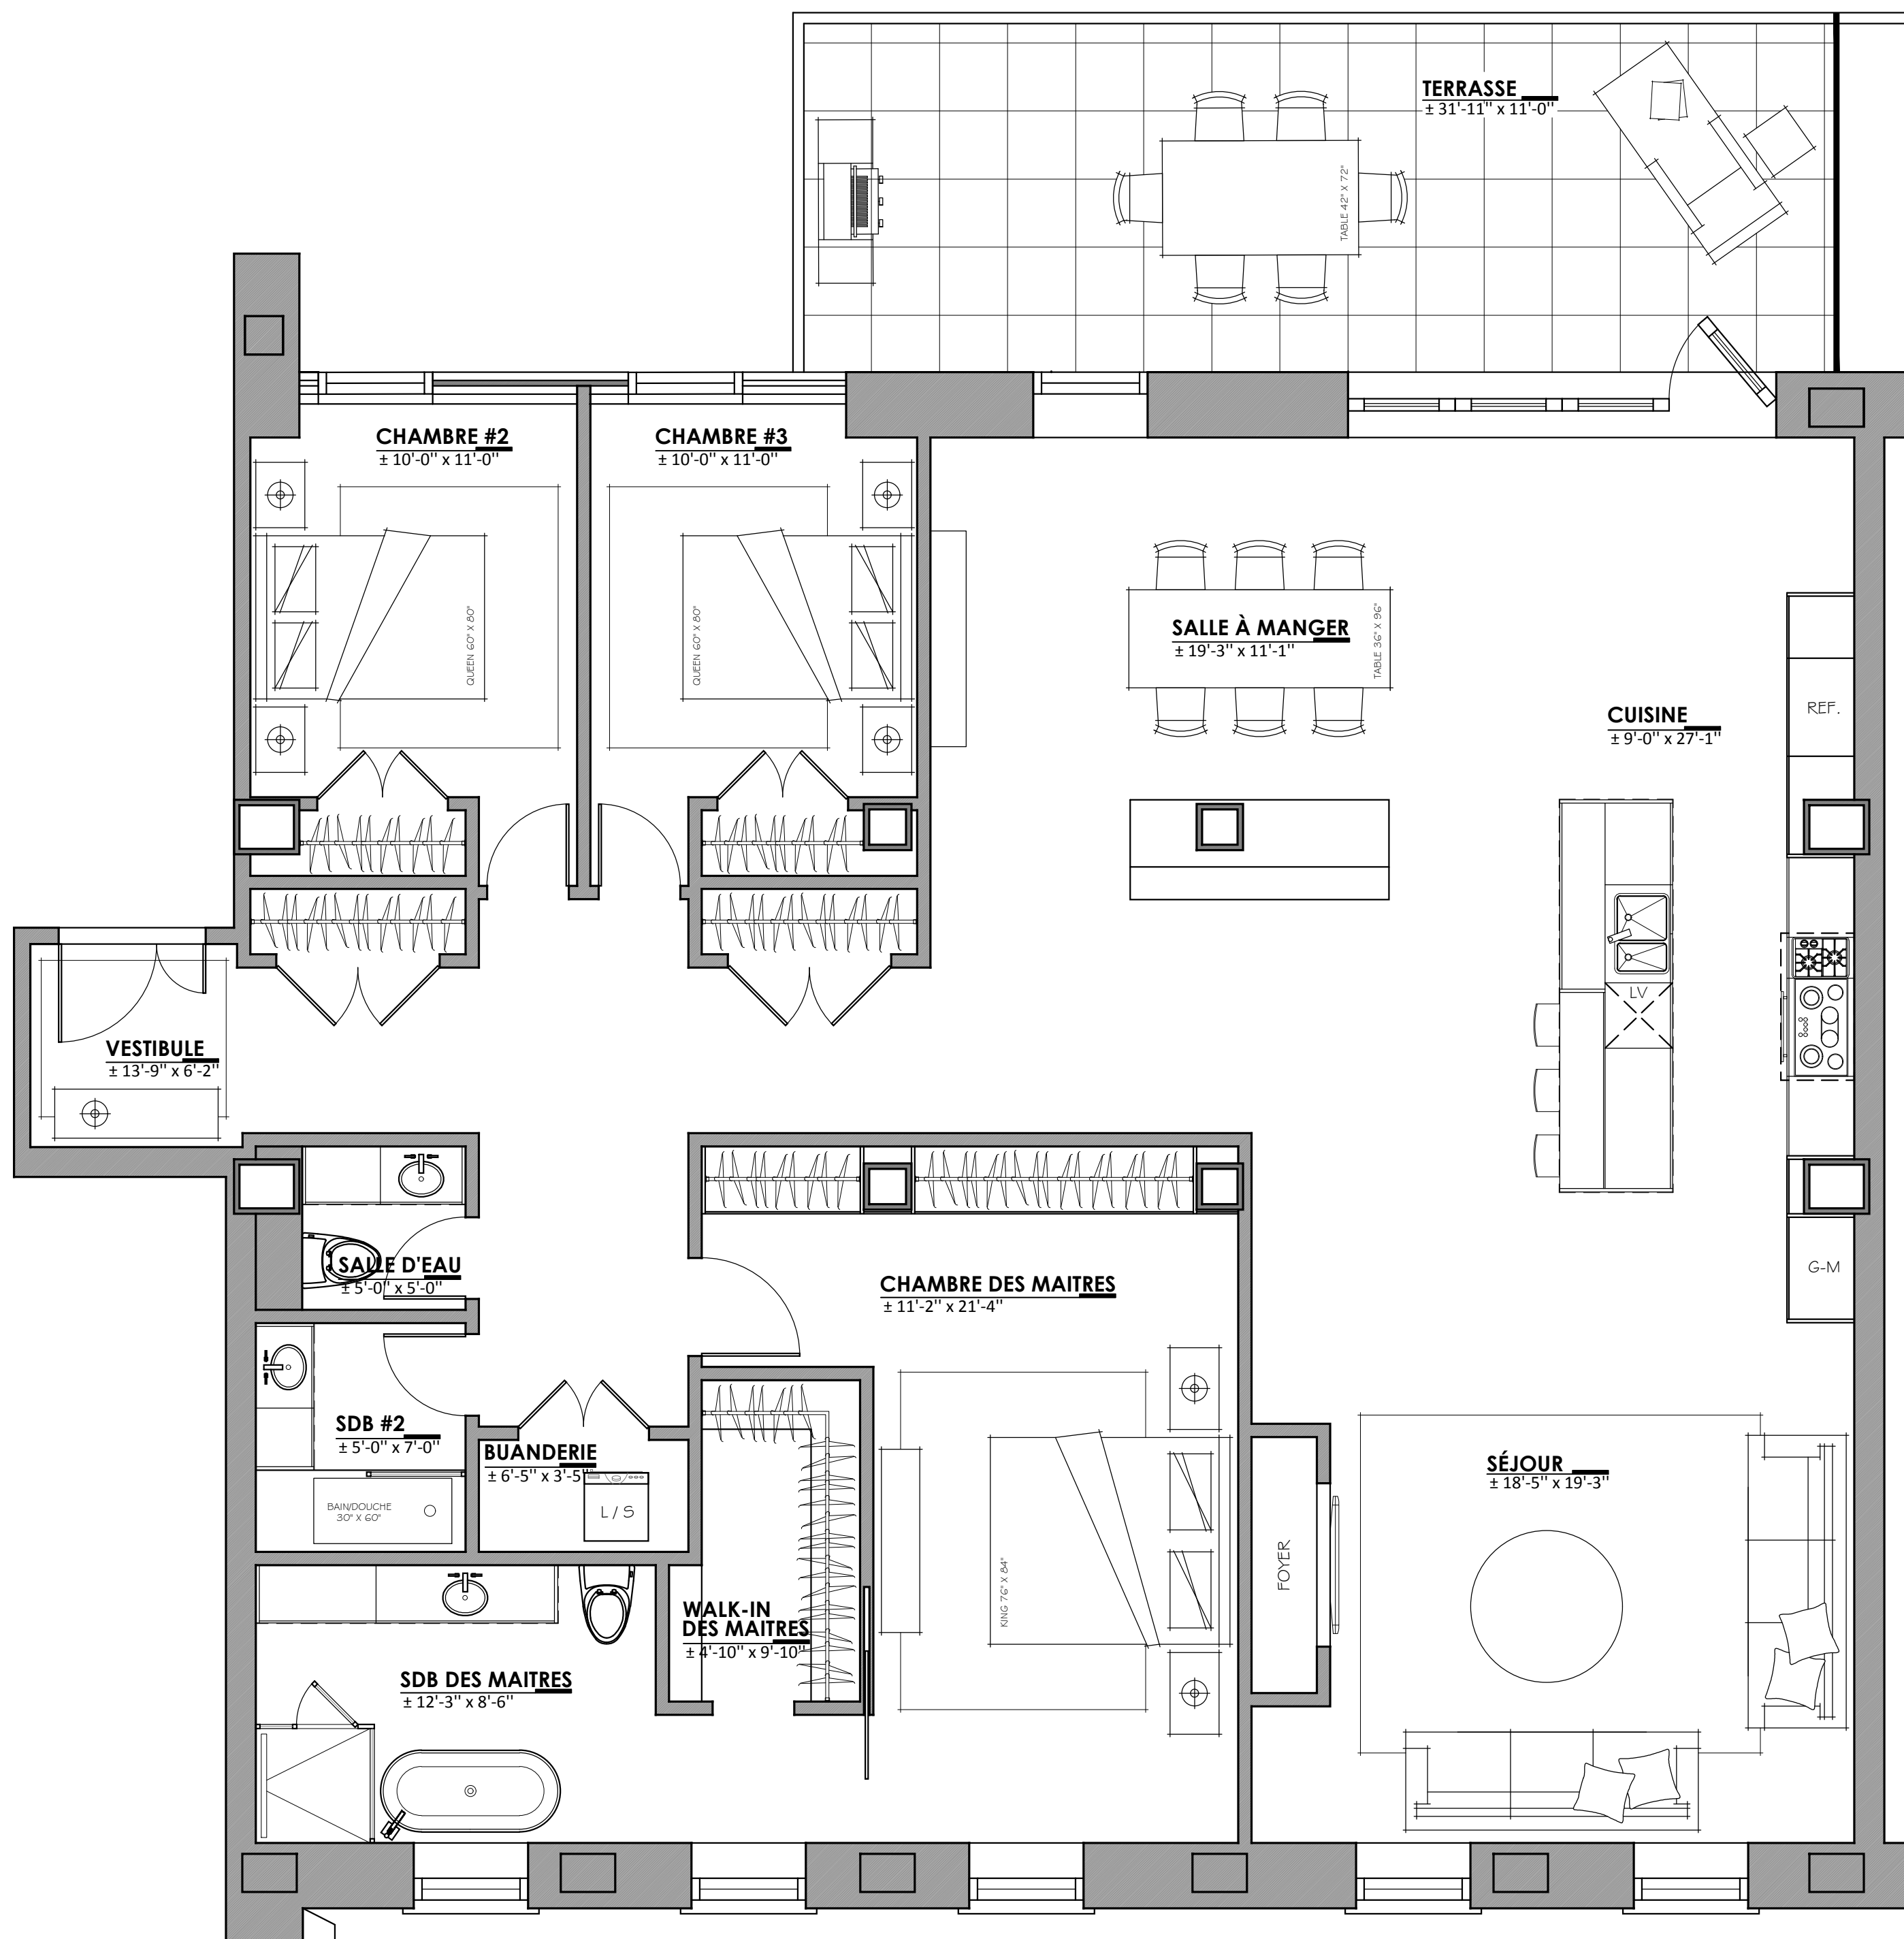 TERRASSE
± 31'-11'' x 11'-0''
TABLE 42" X 72"
CHAMBRE #2
± 10'-0'' x 11'-0''
QUEEN 60" X 80"
CHAMBRE #3
± 10'-0'' x 11'-0''
QUEEN 60" X 80"
SALLE À MANGER
± 19'-3'' x 11'-1''
TABLE 36" X 96"
CUISINE
± 9'-0'' x 27'-1''
REF.
LV
G-M
VESTIBULE
± 13'-9'' x 6'-2''
SALLE D'EAU
± 5'-0'' x 5'-0''
CHAMBRE DES MAITRES
± 11'-2'' x 21'-4''
KING 76" X 84"
SDB #2
± 5'-0'' x 7'-0''
BAIN/DOUCHE
30" X 60"
BUANDERIE
± 6'-5'' x 3'-5''
L / S
WALK-IN
DES MAITRES
± 4'-10'' x 9'-10''
SDB DES MAITRES
± 12'-3'' x 8'-6''
FOYER
SÉJOUR
± 18'-5'' x 19'-3''